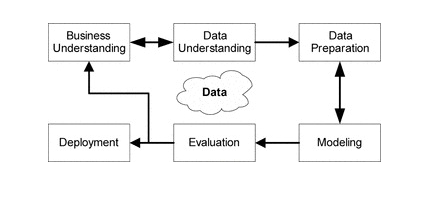 Business
Understanding
Data
Understanding
Data
Preparation
Data
Deployment
Evaluation
Modeling